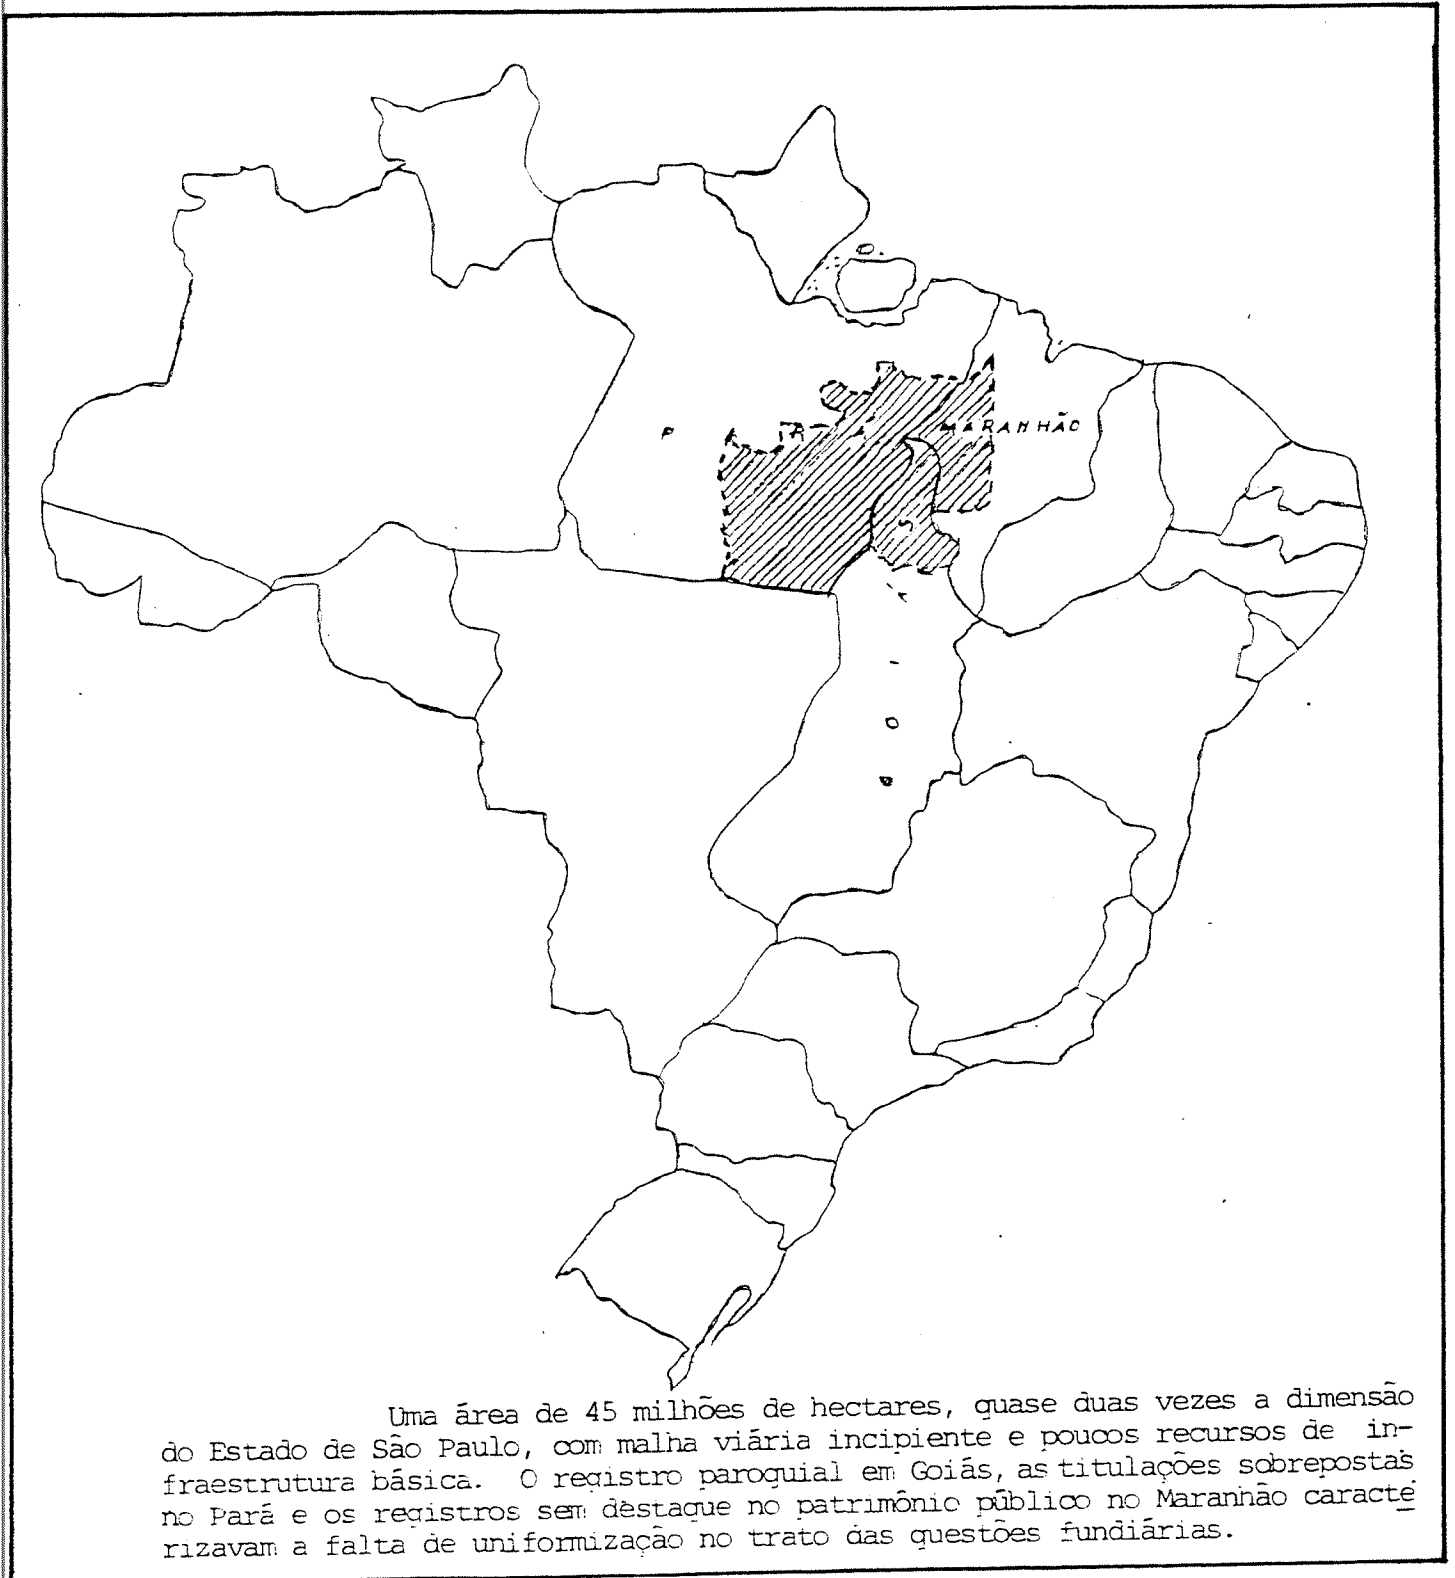 MARANHÃO
P
A
R
A
G
O
I
A
S
Uma área de 45 milhões de hectares, quase duas vezes a dimensão
do Estado de São Paulo, com malha viária incipiente e poucos recursos de in-
fraestrutura básica. O registro paroquial em Goiás, as titulações sobrepostas
no Pará e os registros sem destaque no patrimônio público no Maranhão caracte
rizavam a falta de uniformização no trato das questões fundiárias.